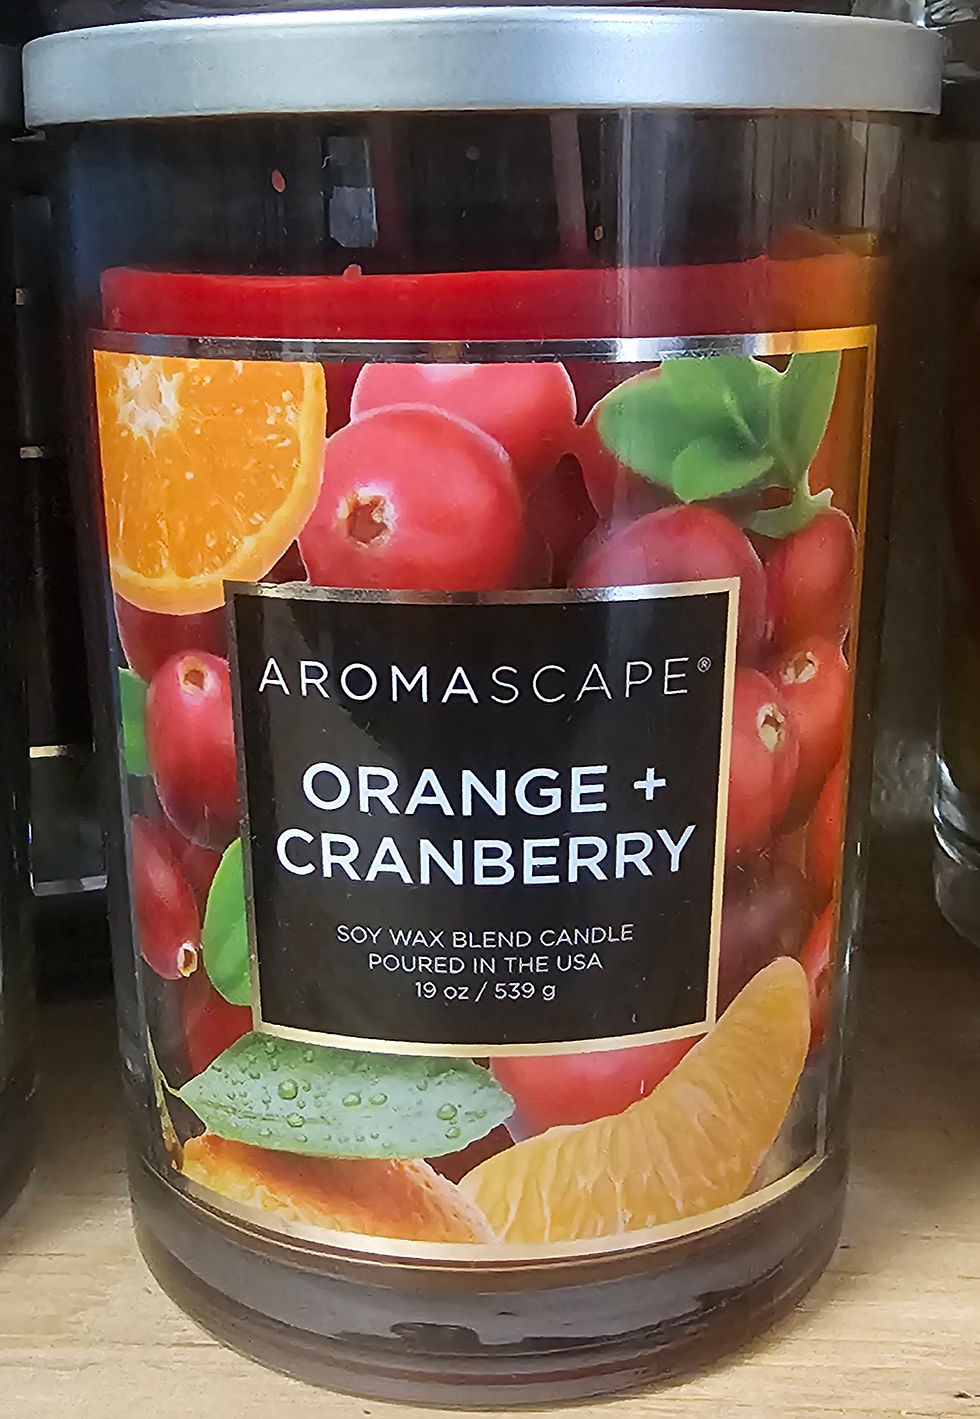 AROMASCAPE®
ORANGE +
CRANBERRY
SOY WAX BLEND CANDLE
POURED IN THE USA
19 oz / 539 g